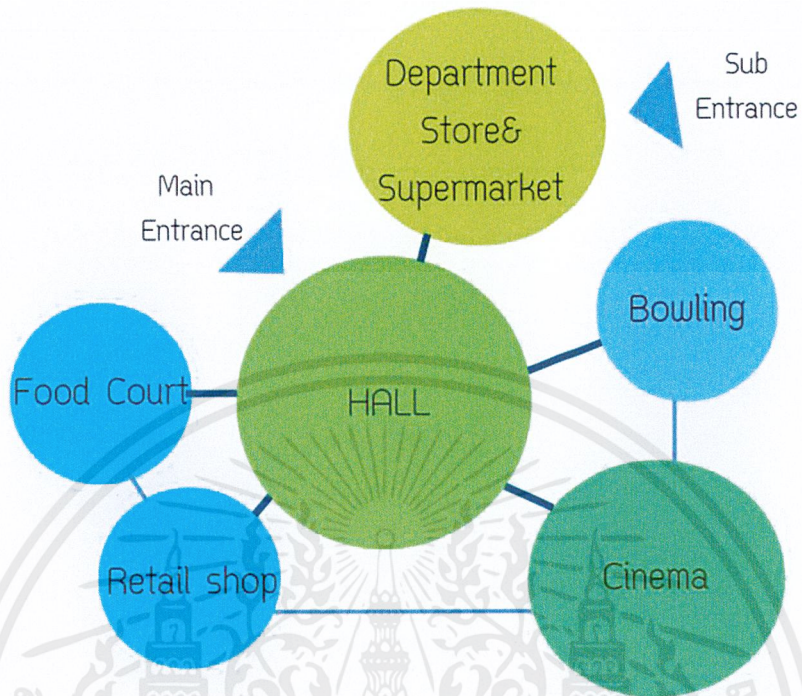 Department
Store&
Supermarket
Sub
Entrance
Main
Entrance
Bowling
Food Court
HALL
Retail shop
Cinema